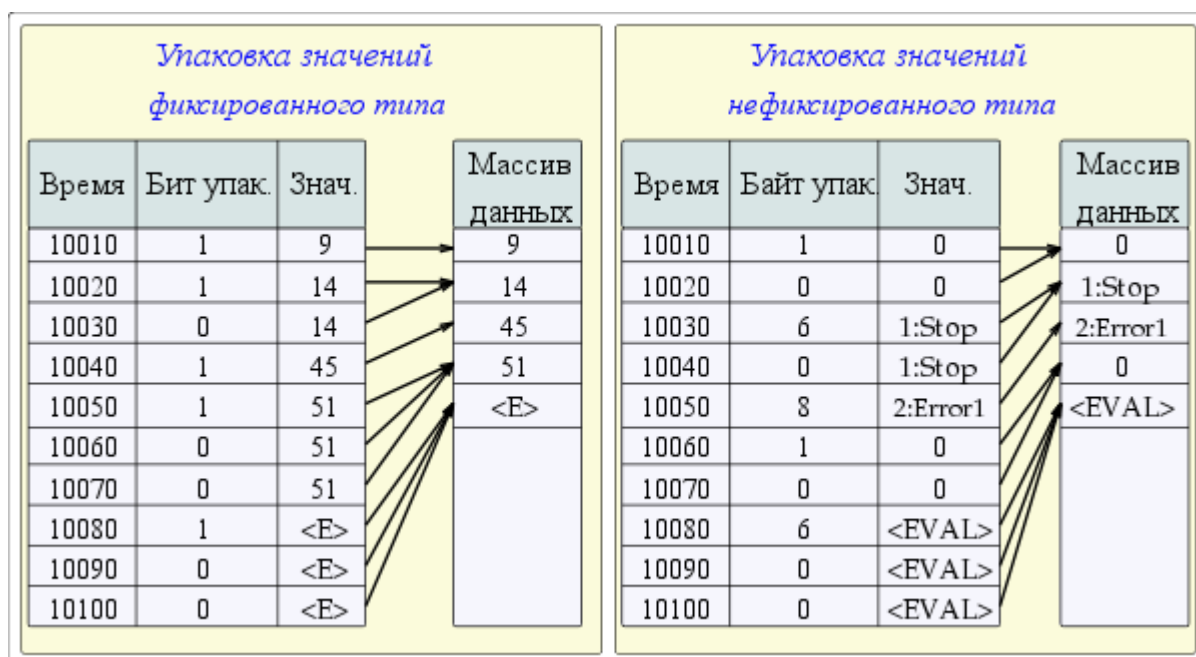 Упаковка значений
фиксированного типа
Время Бит упак. Знач. Массив данных
10010 1 9 9
10020 1 14 14
10030 0 14 45
10040 1 45 51
10050 1 51 <E>
10060 0 51
10070 0 51
10080 1 <E>
10090 0 <E>
10100 0 <E>
Упаковка значений
нефиксированного типа
Время Байт упак. Знач. Массив данных
10010 1 0 0
10020 0 0 1:Stop
10030 6 1:Stop 2:Error1
10040 0 1:Stop 0
10050 8 2:Error1 <EVAL>
10060 1 0
10070 0 0
10080 6 <EVAL>
10090 0 <EVAL>
10100 0 <EVAL>